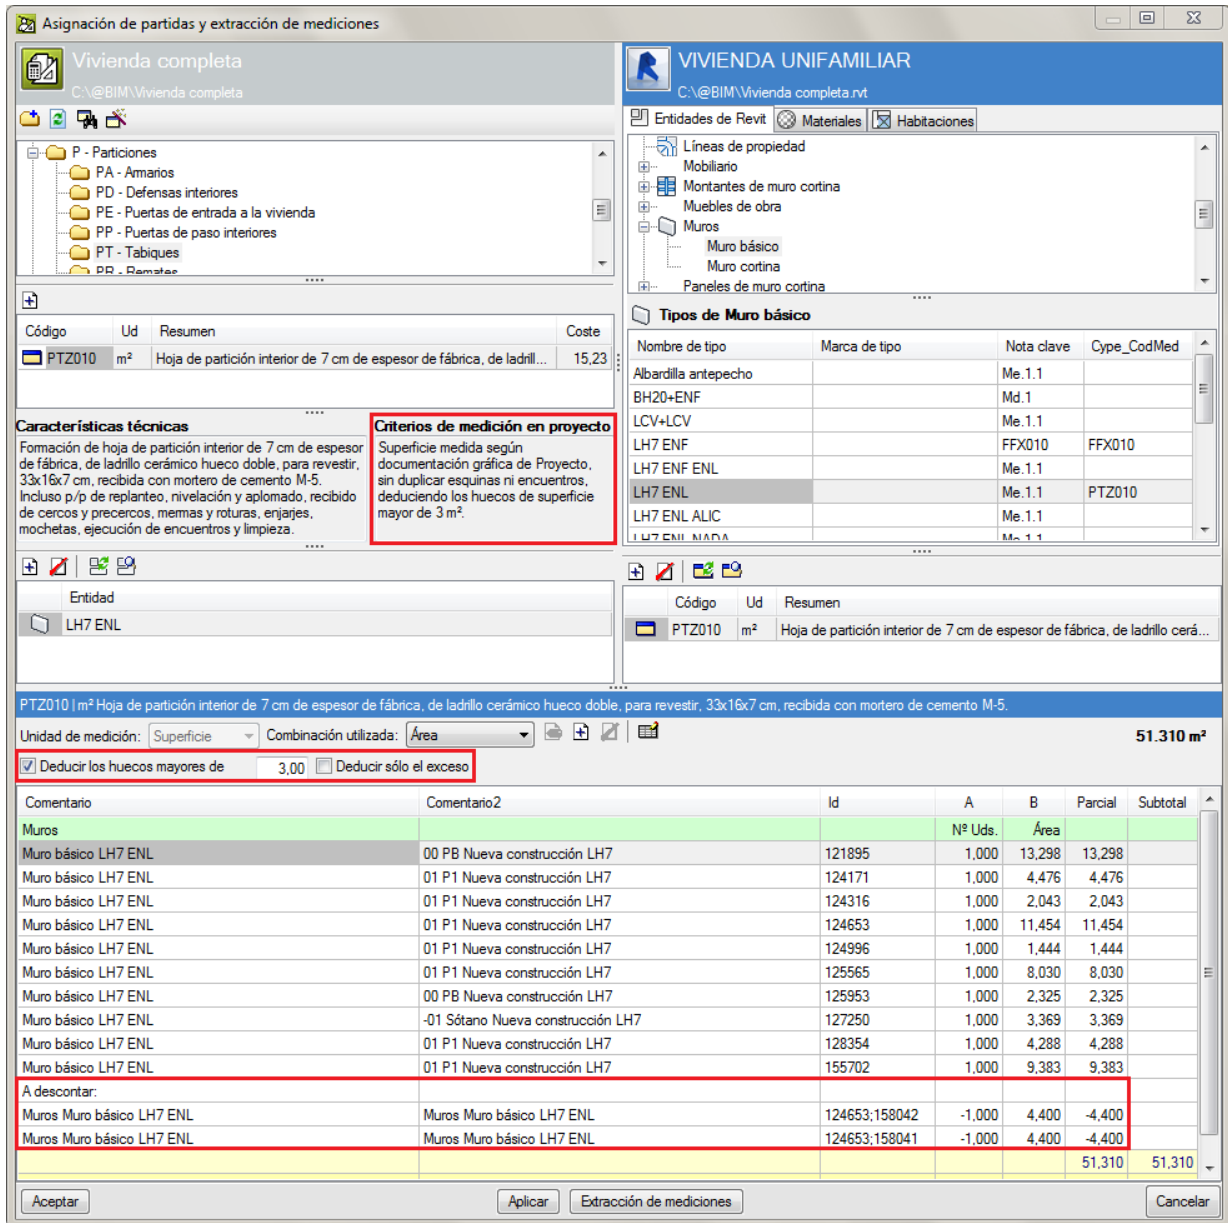 Asignación de partidas y extracción de mediciones
Vivienda completa
C:\@BIM\Vivienda completa
P - Particiones
PA - Armarios
PD - Defensas interiores
PE - Puertas de entrada a la vivienda
PP - Puertas de paso interiores
PT - Tabiques
PR - Remates
Código Ud Resumen Coste
PTZ010 m² Hoja de partición interior de 7 cm de espesor de fábrica, de ladrill... 15,23
Características técnicas
Formación de hoja de partición interior de 7 cm de espesor
de fábrica, de ladrillo cerámico hueco doble, para revestir,
33x16x7 cm, recibida con mortero de cemento M-5.
Incluso p/p de replanteo, nivelación y aplomado, recibido
de cercos y precercos, mermas y roturas, enjarjes,
mochetas, ejecución de encuentros y limpieza.
Criterios de medición en proyecto
Superficie medida según
documentación gráfica de Proyecto,
sin duplicar esquinas ni encuentros,
deduciendo los huecos de superficie
mayor de 3 m².
Entidad
LH7 ENL
VIVIENDA UNIFAMILIAR
C:\@BIM\Vivienda completa.rvt
Entidades de Revit Materiales Habitaciones
Líneas de propiedad
Mobiliario
Montantes de muro cortina
Muebles de obra
Muros
Muro básico
Muro cortina
Paneles de muro cortina
Tipos de Muro básico
Nombre de tipo Marca de tipo Nota clave Cype_CodMed
Albardilla antepecho Me.1.1
BH20+ENF Md.1
LCV+LCV Me.1.1
LH7 ENF FFX010 FFX010
LH7 ENF ENL Me.1.1
LH7 ENL Me.1.1 PTZ010
LH7 ENL ALIC Me.1.1
LH7 ENL NADA Me.1.1
Código Ud Resumen
PTZ010 m² Hoja de partición interior de 7 cm de espesor de fábrica, de ladrillo cerá...
PTZ010 | m² Hoja de partición interior de 7 cm de espesor de fábrica, de ladrillo cerámico hueco doble, para revestir, 33x16x7 cm, recibida con mortero de cemento M-5.
Unidad de medición: Superficie Combinación utilizada: Área 51.310 m²
Deducir los huecos mayores de 3,00 Deducir sólo el exceso
Comentario Comentario2 Id A B Parcial Subtotal
Muros Nº Uds. Área
Muro básico LH7 ENL 00 PB Nueva construcción LH7 121895 1,000 13,298 13,298
Muro básico LH7 ENL 01 P1 Nueva construcción LH7 124171 1,000 4,476 4,476
Muro básico LH7 ENL 01 P1 Nueva construcción LH7 124316 1,000 2,043 2,043
Muro básico LH7 ENL 01 P1 Nueva construcción LH7 124653 1,000 11,454 11,454
Muro básico LH7 ENL 01 P1 Nueva construcción LH7 124996 1,000 1,444 1,444
Muro básico LH7 ENL 01 P1 Nueva construcción LH7 125565 1,000 8,030 8,030
Muro básico LH7 ENL 00 PB Nueva construcción LH7 125953 1,000 2,325 2,325
Muro básico LH7 ENL -01 Sótano Nueva construcción LH7 127250 1,000 3,369 3,369
Muro básico LH7 ENL 01 P1 Nueva construcción LH7 128354 1,000 4,288 4,288
Muro básico LH7 ENL 01 P1 Nueva construcción LH7 155702 1,000 9,383 9,383
A descontar:
Muros Muro básico LH7 ENL Muros Muro básico LH7 ENL 124653;158042 -1,000 4,400 -4,400
Muros Muro básico LH7 ENL Muros Muro básico LH7 ENL 124653;158041 -1,000 4,400 -4,400
51,310 51,310
Aceptar Aplicar Extracción de mediciones Cancelar